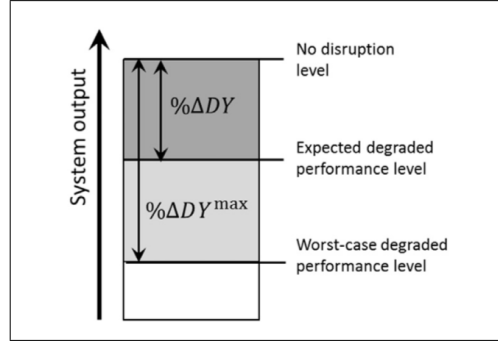 System output
No disruption
level
%ΔDY
Expected degraded
performance level
%ΔDY^max
Worst-case degraded
performance level